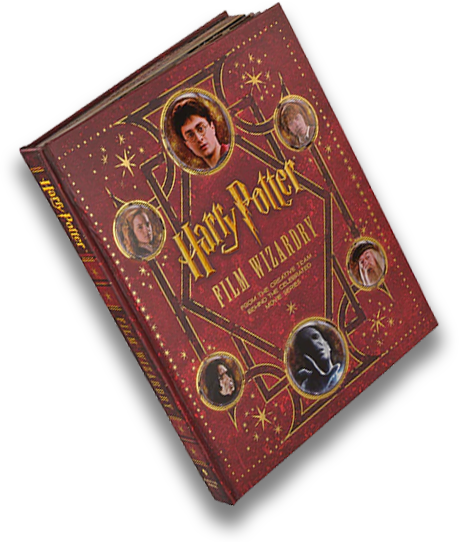 Harry Potter
FILM WIZARDRY
FROM THE CREATIVE TEAM
BEHIND THE CELEBRATED
MOVIE SERIES
Harry Potter
FILM WIZARDRY